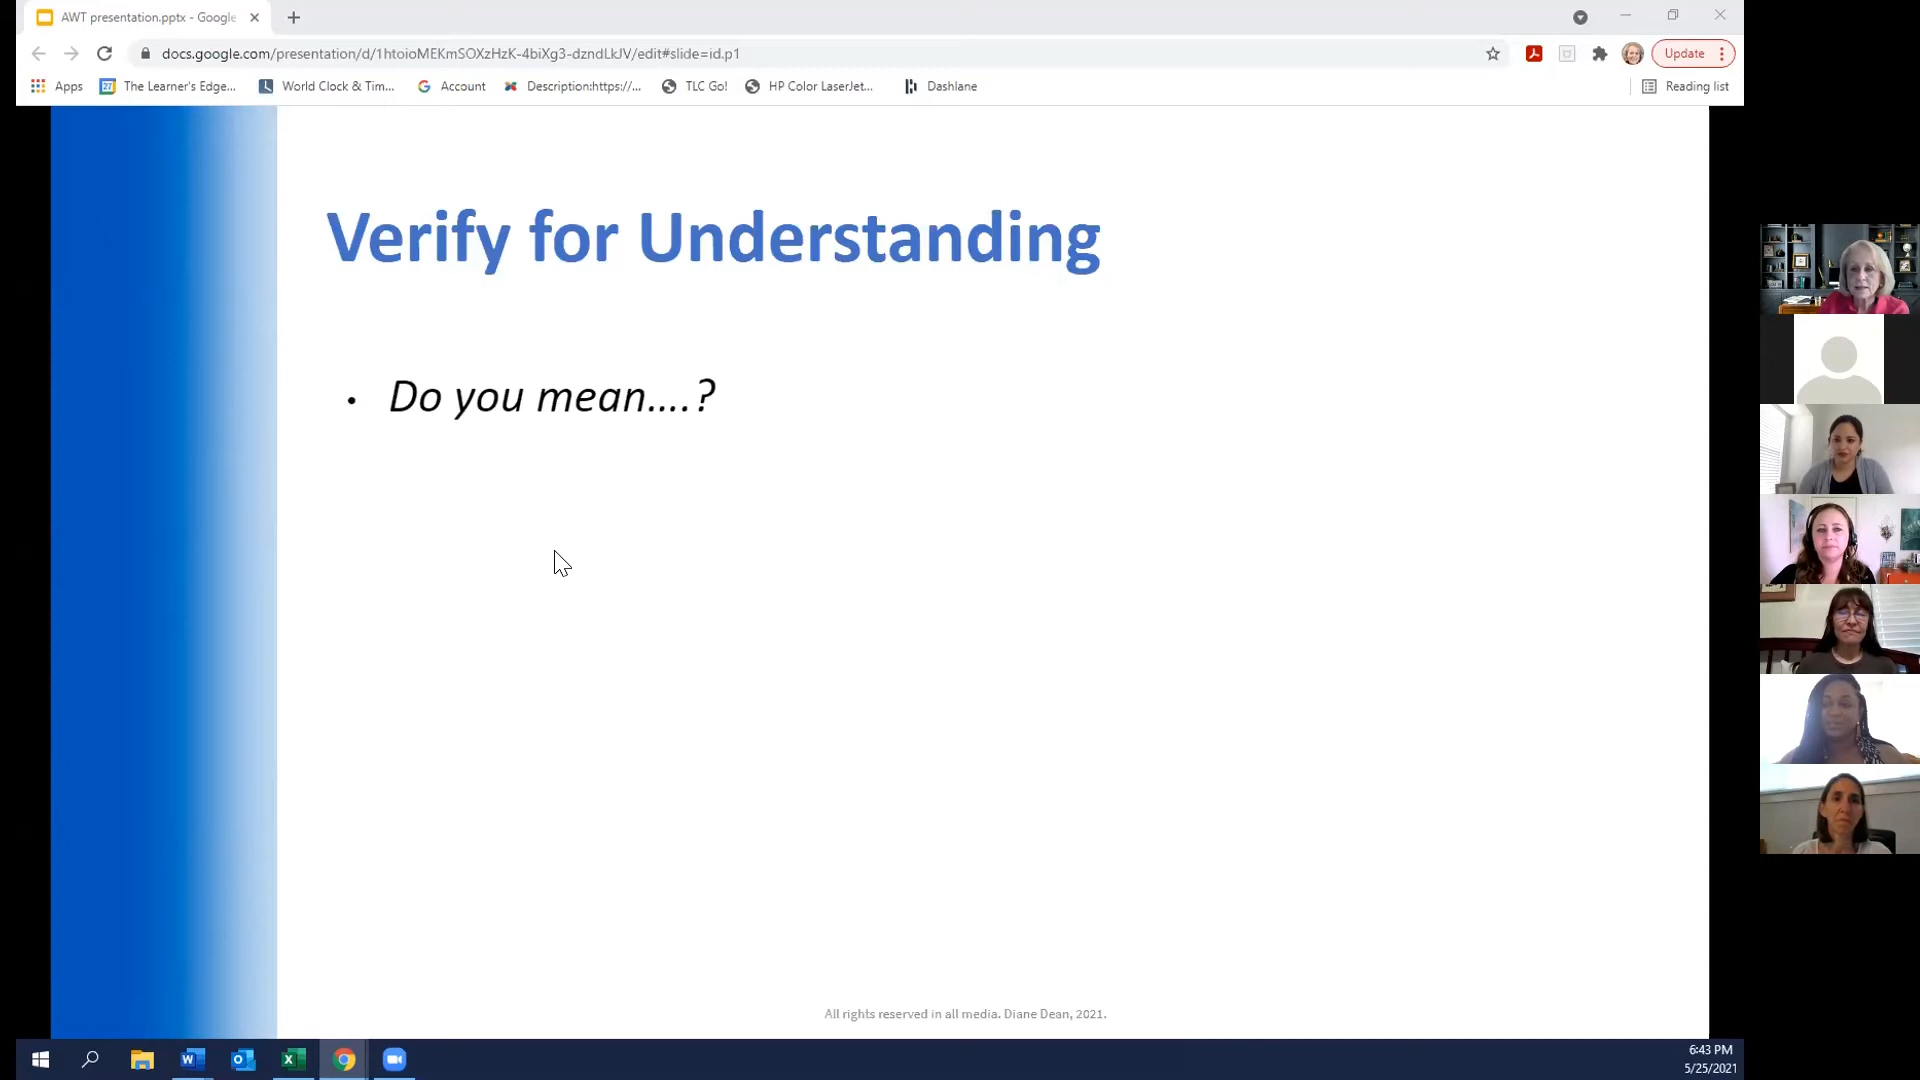 AWT presentation.pptx - Google
docs.google.com/presentation/d/1htoioMEKmSOXzHzK-4biXg3-dzndLkJV/edit#slide=id.p1
Update
Apps
27
The Learner's Edge...
World Clock & Tim...
Account
Description:https://...
TLC Go!
HP Color LaserJet...
Dashlane
Reading list
Verify for Understanding
• Do you mean....?
All rights reserved in all media. Diane Dean, 2021.
6:43 PM
5/25/2021